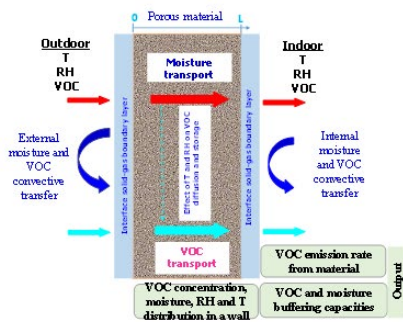 0
Porous material
L
Outdoor
T
RH
VOC
Indoor
T
RH
VOC
Moisture
transport
Interface solid-gas boundary layer
Effect of T and RH on VOC
diffusion and storage
Interface solid-gas boundary layer
External
moisture and
VOC
convective
transfer
Internal
moisture
and VOC
convective
transfer
VOC
transport
VOC emission rate
from material
VOC concentration,
moisture, RH and T
distribution in a wall
VOC and moisture
buffering capacities
Output